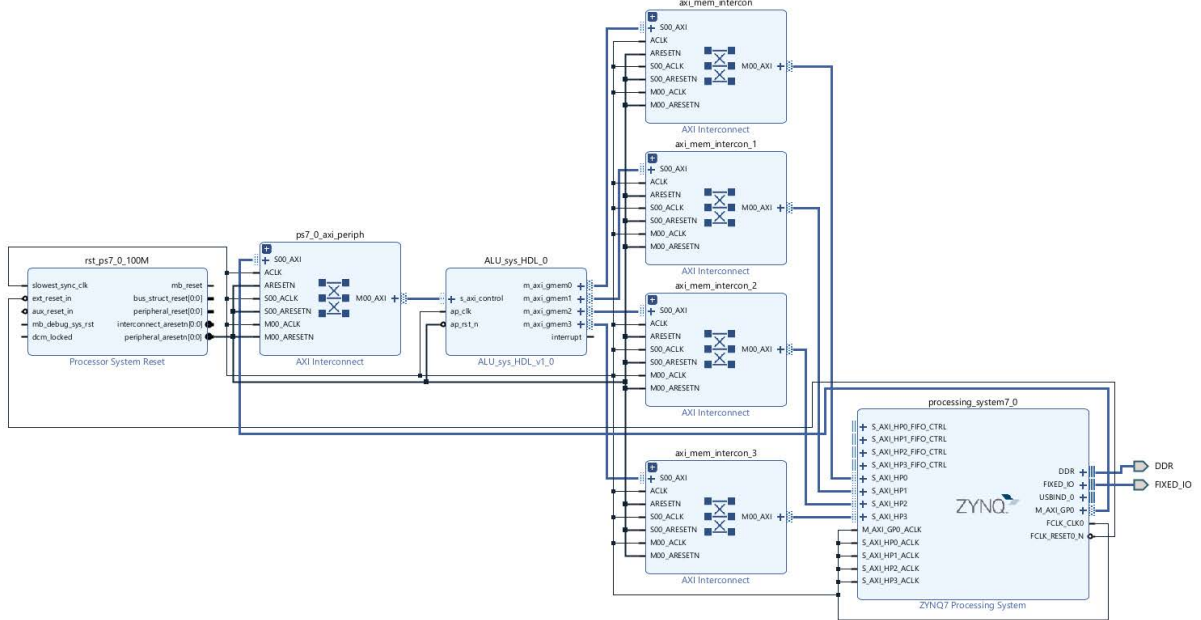 rst_ps7_0_100M
slowest_sync_clk
ext_reset_in
aux_reset_in
mb_debug_sys_rst
dcm_locked
mb_reset
bus_struct_reset[0:0]
peripheral_reset[0:0]
interconnect_aresetn[0:0]
peripheral_aresetn[0:0]
Processor System Reset
ps7_0_axi_periph
S00_AXI
ACLK
ARESETN
S00_ACLK
S00_ARESETN
M00_ACLK
M00_ARESETN
M00_AXI
AXI Interconnect
ALU_sys_HDL_0
s_axi_control
ap_clk
ap_rst_n
m_axi_gmem0
m_axi_gmem1
m_axi_gmem2
m_axi_gmem3
interrupt
ALU_sys_HDL_v1_0
axi_mem_intercon
S00_AXI
ACLK
ARESETN
S00_ACLK
S00_ARESETN
M00_ACLK
M00_ARESETN
M00_AXI
AXI Interconnect
axi_mem_intercon_1
S00_AXI
ACLK
ARESETN
S00_ACLK
S00_ARESETN
M00_ACLK
M00_ARESETN
M00_AXI
AXI Interconnect
axi_mem_intercon_2
S00_AXI
ACLK
ARESETN
S00_ACLK
S00_ARESETN
M00_ACLK
M00_ARESETN
M00_AXI
AXI Interconnect
axi_mem_intercon_3
S00_AXI
ACLK
ARESETN
S00_ACLK
S00_ARESETN
M00_ACLK
M00_ARESETN
M00_AXI
AXI Interconnect
processing_system7_0
S_AXI_HP0_FIFO_CTRL
S_AXI_HP1_FIFO_CTRL
S_AXI_HP2_FIFO_CTRL
S_AXI_HP3_FIFO_CTRL
S_AXI_HP0
S_AXI_HP1
S_AXI_HP2
S_AXI_HP3
M_AXI_GP0_ACLK
S_AXI_HP0_ACLK
S_AXI_HP1_ACLK
S_AXI_HP2_ACLK
S_AXI_HP3_ACLK
ZYNQ
DDR
FIXED_IO
USBIND_0
M_AXI_GP0
FCLK_CLK0
FCLK_RESET0_N
ZYNQ7 Processing System
DDR
FIXED_IO